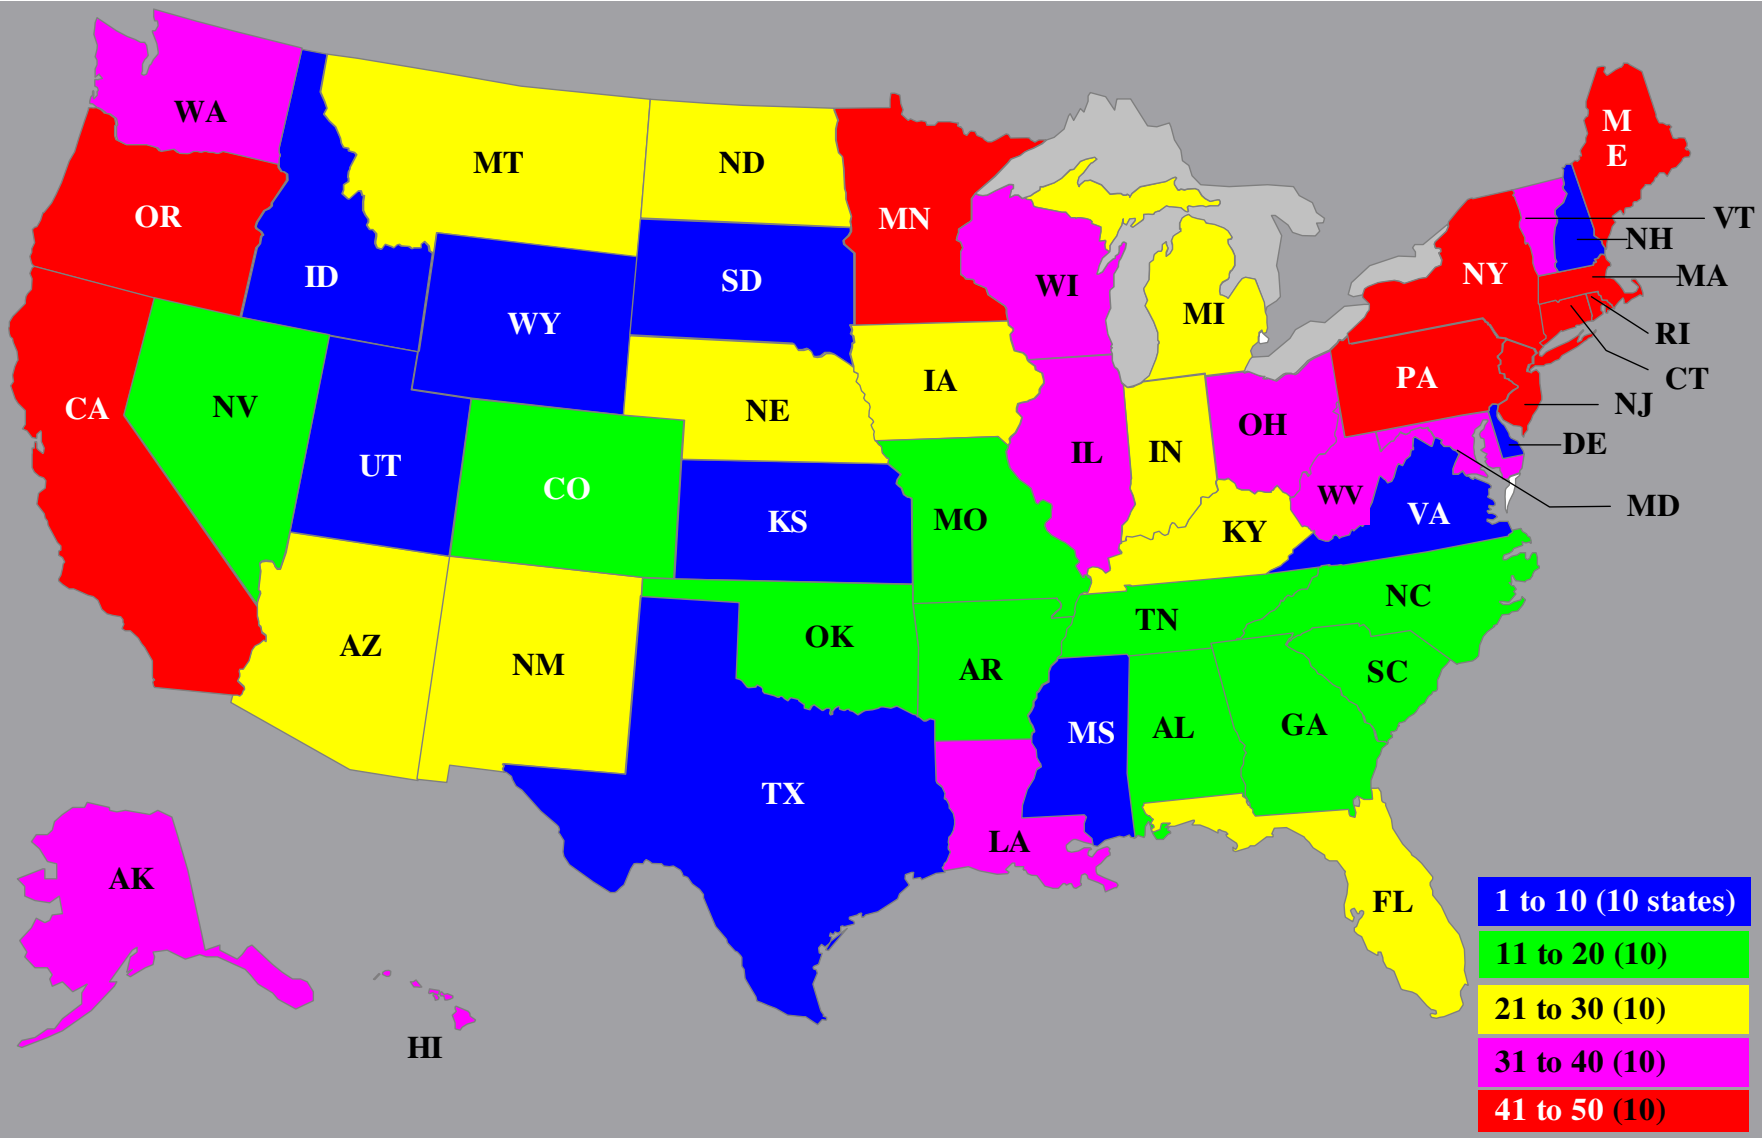 WA
MT
ND
M
E
OR
MN
VT
NH
ID
SD
WI
NY
MA
WY
MI
RI
IA
PA
CT
CA
NV
NE
OH
NJ
UT
IL
IN
DE
CO
KS
MO
KY
WV
VA
MD
AZ
NM
OK
AR
TN
NC
SC
MS
AL
GA
TX
LA
AK
FL
HI
1 to 10 (10 states)
11 to 20 (10)
21 to 30 (10)
31 to 40 (10)
41 to 50 (10)